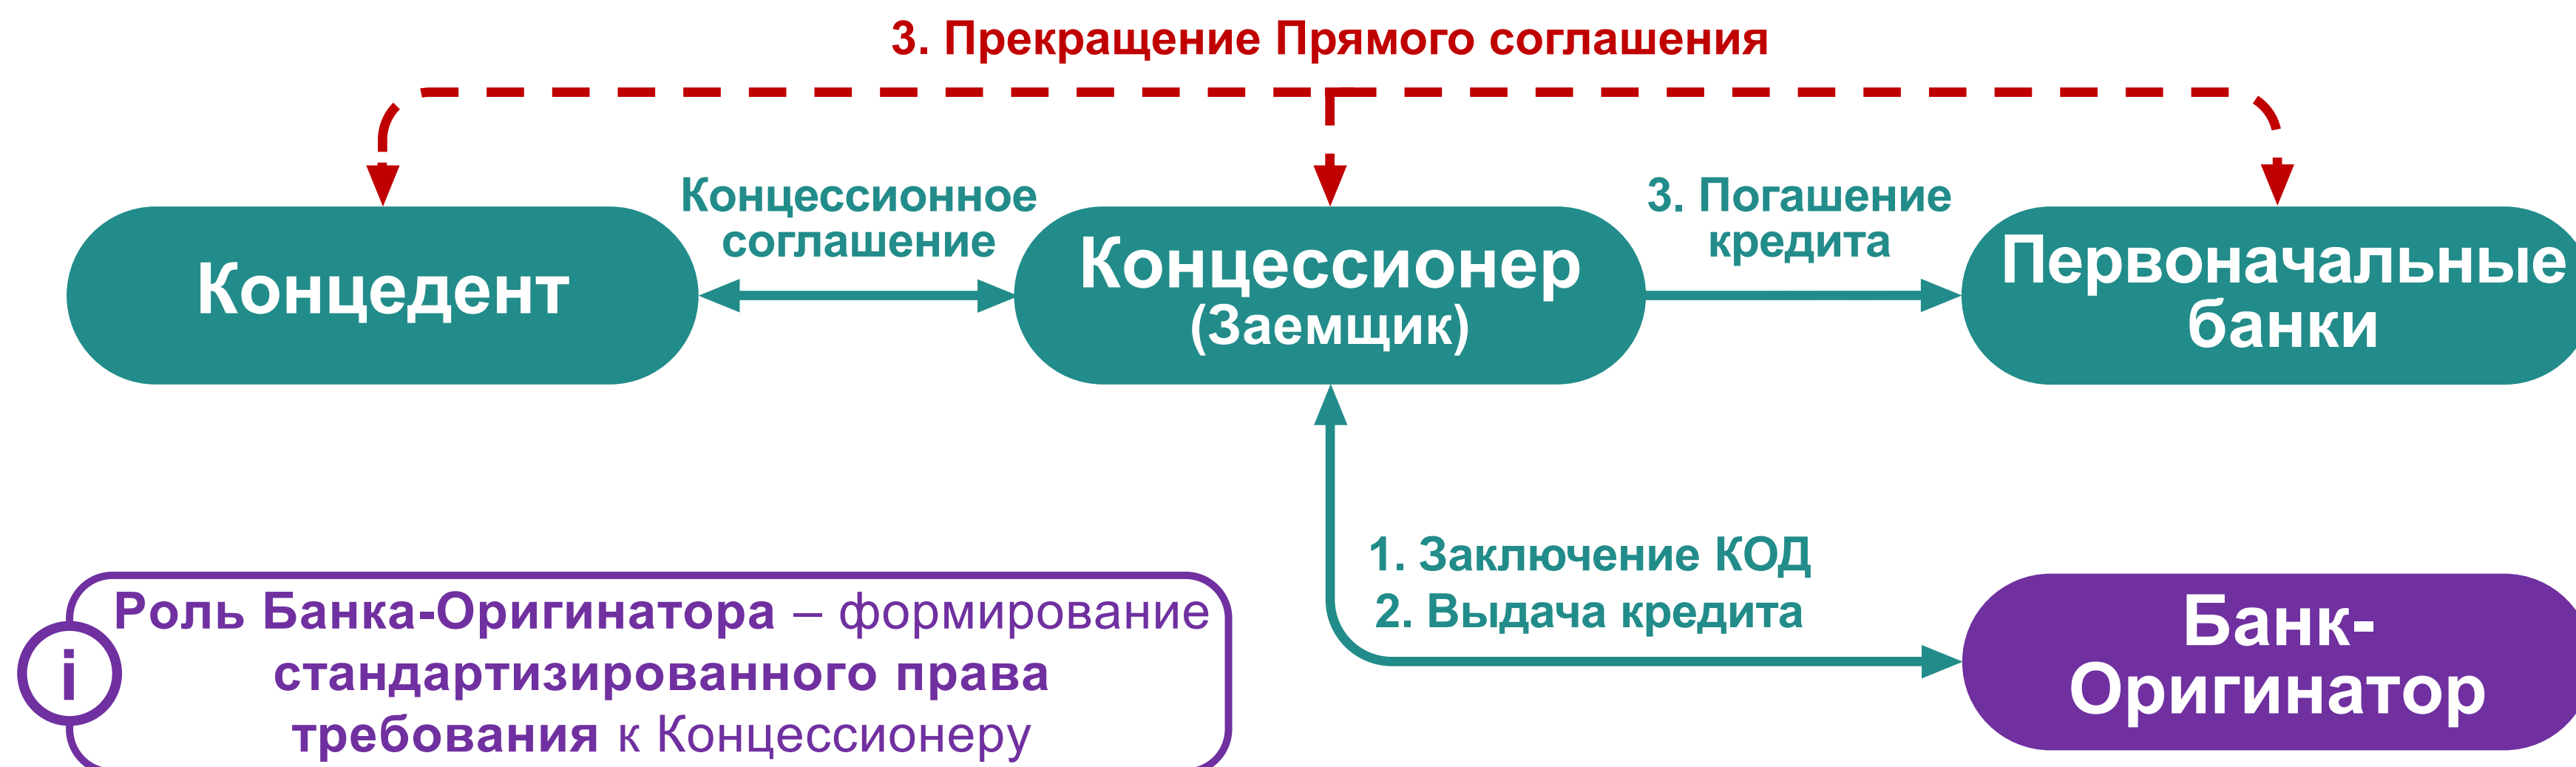 3. Прекращение Прямого соглашения
Концессионное
соглашение
3. Погашение
кредита
Концедент
Концессионер
(Заемщик)
Первоначальные
банки
1. Заключение КОД
2. Выдача кредита
Банк-
Оригинатор
i
Роль Банка-Оригинатора – формирование
стандартизированного права
требования к Концессионеру